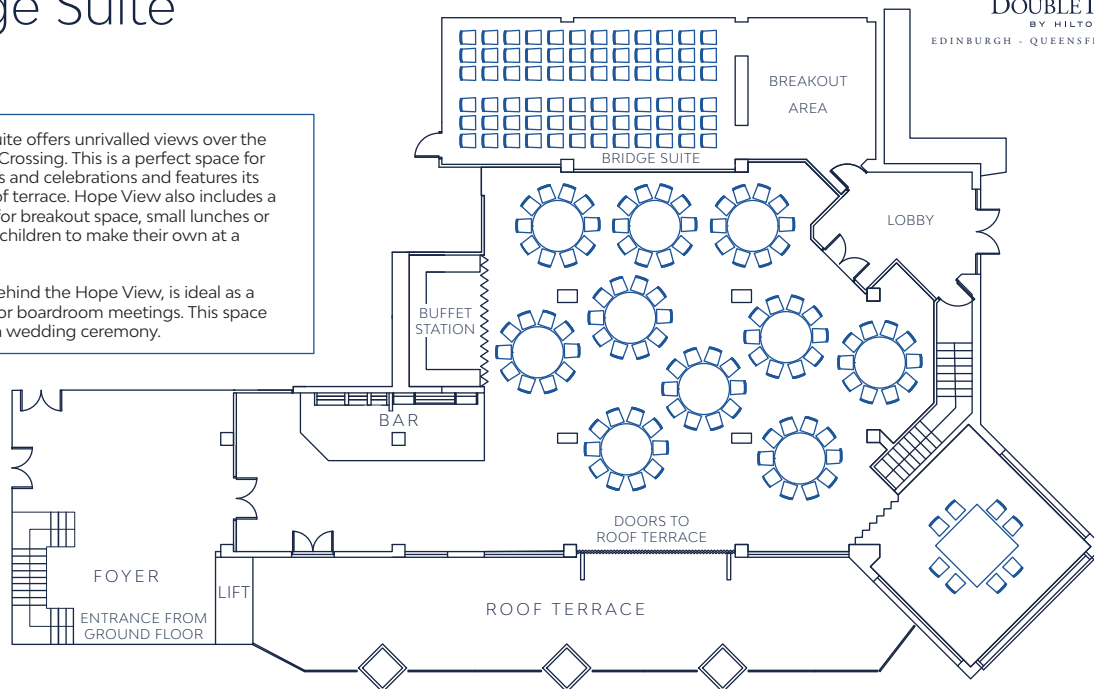 ge Suite
DOUBLET
BY HILTO
EDINBURGH - QUEENSF
uite offers unrivalled views over the
Crossing. This is a perfect space for
s and celebrations and features its
of terrace. Hope View also includes a
for breakout space, small lunches or
children to make their own at a
ehind the Hope View, is ideal as a
or boardroom meetings. This space
a wedding ceremony.
BREAKOUT
AREA
BRIDGE SUITE
LOBBY
BUFFET
STATION
BAR
DOORS TO
ROOF TERRACE
FOYER
LIFT
ENTRANCE FROM
GROUND FLOOR
ROOF TERRACE